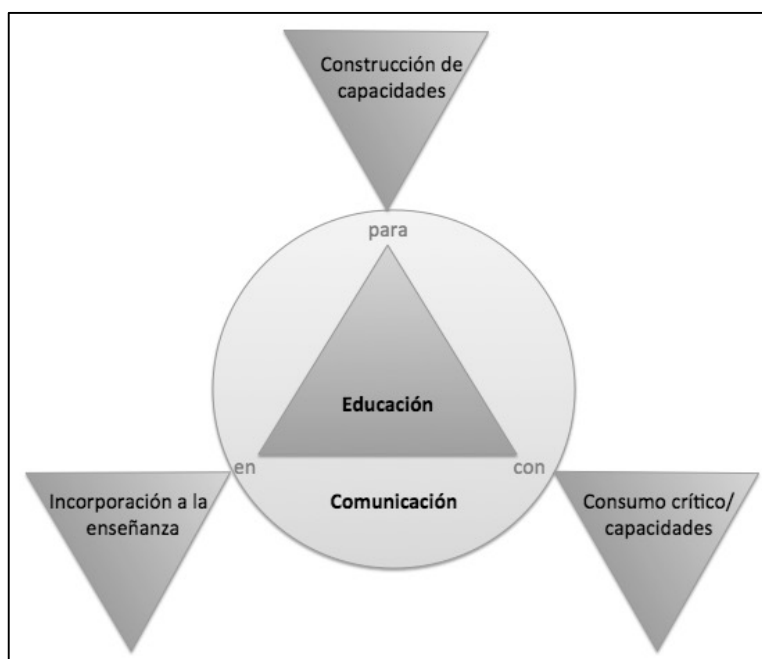 Construcción de
capacidades
para
Educación
en
con
Comunicación
Incorporación a la
enseñanza
Consumo crítico/
capacidades